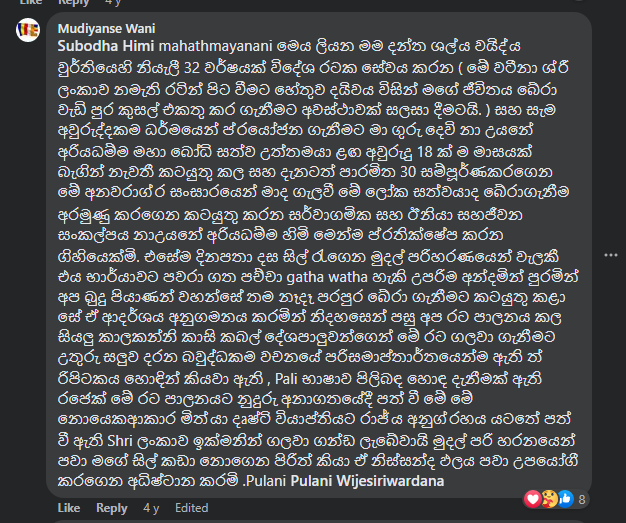 Like Reply 4 y
Mudiyanse Wani
Subodha Himi mahathmayanani මෙය ලියන මම දන්ත ශල්ය වයිද්ය
වුර්තියෙහි නියැලී 32 වර්ෂයක් විදේශ රටක සේවය කරන ( මේ වටීනා ශ්රී
ලංකාව නමැති රටින් පිට වීමට හේතුව දයිවය විසින් මගේ ජීවිතය බේරා
වැඩි පුර කුසල් එකතු කර ගැනීමට අවස්ථාවක් සලසා දීමටයි. ) සහ සැම
අවුරුද්දකම ධර්මයෙන් ප්රයෝජන ගැනීමට මා ගුරු දෙවි නා උයනේ
අරියධම්ම මහා බෝධි සත්ව උත්තමයා ළඟ අවුරුදු 18 ක් ම මාසයක්
බැගින් නැවතී කටයුතු කල සහ දැනටත් පාරමිත 30 සම්පූර්ණකරගෙන
මේ අනවරාග්ර සංසාරයෙන් මාද ගැලවී මේ ලෝක සත්වයාද බේරාගැනීම
අරමුණු කරගෙන කටයුතු කරන සර්වාගමික සහ ඊනියා සහජීවන
සංකල්පය නාඋයනේ අරියධම්ම හිමි මෙන්ම ප්රතික්ෂේප කරන
ගිහියෙක්මි. එසේම දිනපතා දස සිල් රැගෙන මුදල් පරිහරණයෙන් වැලකී
එය භාර්යාවට පවරා ගත පච්චා gatha watha හැකි උපරිම අන්දමින් පුරමින්
අප බුදු පියාණන් වහන්සේ තම නෑදෑ පරපුර බේරා ගැනීමට කටයුතු කළා
සේ ඒ ආදර්ශය අනුගමනය කරමින් නිදහසෙන් පසු අප රට පාලනය කල
සියලු කාලකන්නි කාසි කබල් දේශපාලුවන්ගෙන් මේ රට ගලවා ගැනීමට
උතුරු සලුව දරන බවුද්ධකම වචනයේ පරිසමාප්තාර්තයෙන්ම ඇති ත්
රිපිටකය හොඳින් කියවා ඇති , Pali භාෂාව පිලිබඳ හොඳ දැනීමක් ඇති
රජෙක් මේ රට පාලනයට නුදුරු අනාගතයේදී පත් වී මේ මේ
නොයෙකආකාර මිත්යා දෘෂ්ටි ව්යාප්තියට රාජ්ය අනුග්රහය යටතේ පත්
වී ඇති Shri ලංකාව ඉක්මනින් ගලවා ගන්ඩ ලැබේවායි මුදල් පරි හරනයෙන්
පවා මගේ සිල් කඩා නොගෙන පිරිත් කියා ඒ නිස්සන්ද ඵලය පවා උපයෝගී
කරගෙන අධිෂ්ටාන කරමි .Pulani Pulani Wijesiriwardana
8
Like Reply 4 y Edited